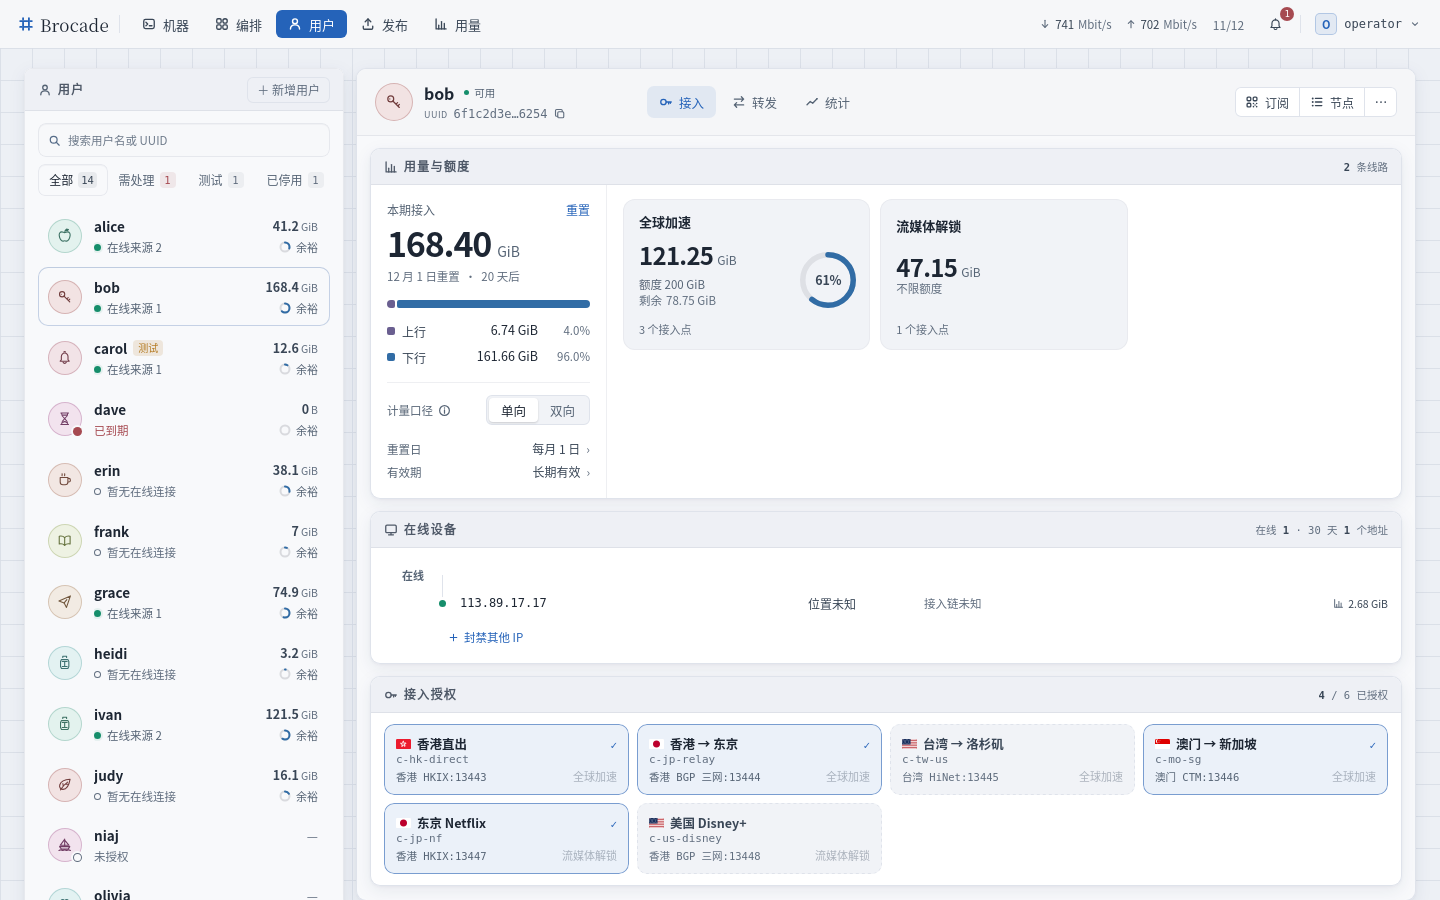 Brocade
机器
编排
用户
发布
用量
741 Mbit/s
702 Mbit/s
11/12
1
O
operator
用户
新增用户
搜索用户名或 UUID
全部 14
需处理 1
测试 1
已停用 1
alice
41.2 GiB
在线来源 2
余裕
bob
168.4 GiB
在线来源 1
余裕
carol 测试
12.6 GiB
在线来源 1
余裕
dave
0 B
已到期
余裕
erin
38.1 GiB
暂无在线连接
余裕
frank
7 GiB
暂无在线连接
余裕
grace
74.9 GiB
在线来源 1
余裕
heidi
3.2 GiB
暂无在线连接
余裕
ivan
121.5 GiB
在线来源 2
余裕
judy
16.1 GiB
暂无在线连接
余裕
niaj
—
未授权
olivia
—
bob
可用
UUID 6f1c2d3e…6254
接入
转发
统计
订阅
节点
···
用量与额度
2 条线路
本期接入
重置
168.40 GiB
12 月 1 日重置 · 20 天后
上行 6.74 GiB 4.0%
下行 161.66 GiB 96.0%
计量口径
单向
双向
重置日
每月 1 日 ›
有效期
长期有效 ›
全球加速
121.25 GiB
额度 200 GiB
剩余 78.75 GiB
61%
3 个接入点
流媒体解锁
47.15 GiB
不限额度
1 个接入点
在线设备
在线 1 · 30 天 1 个地址
在线
113.89.17.17
位置未知
接入链未知
2.68 GiB
封禁其他 IP
接入授权
4 / 6 已授权
香港直出 ✓
c-hk-direct
香港 HKIX:13443
全球加速
香港 → 东京 ✓
c-jp-relay
香港 BGP 三网:13444
全球加速
台湾 → 洛杉矶
c-tw-us
台湾 HiNet:13445
全球加速
澳门 → 新加坡 ✓
c-mo-sg
澳门 CTM:13446
全球加速
东京 Netflix ✓
c-jp-nf
香港 HKIX:13447
流媒体解锁
美国 Disney+
c-us-disney
香港 BGP 三网:13448
流媒体解锁